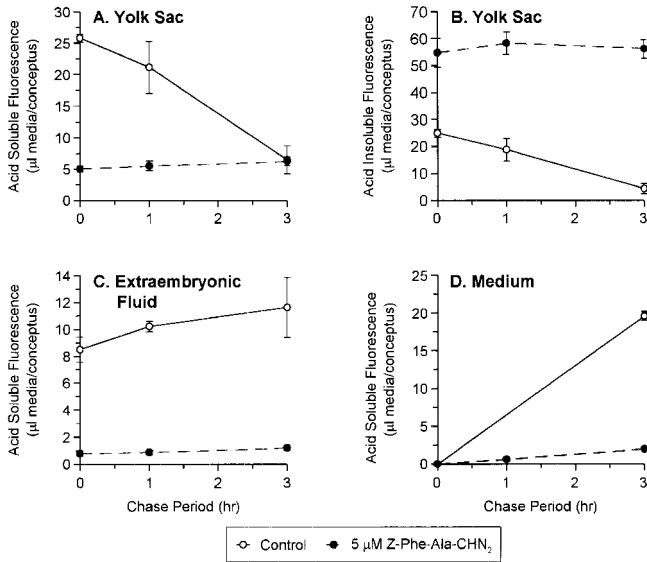 A. Yolk Sac
Acid Soluble Fluorescence
(µl media/conceptus)
30
25
20
15
10
5
0
0
1
2
3
B. Yolk Sac
Acid Insoluble Fluorescence
(µl media/conceptus)
70
60
50
40
30
20
10
0
0
1
2
3
C. Extraembryonic
Fluid
Acid Soluble Fluorescence
(µl media/conceptus)
14
12
10
8
6
4
2
0
0
1
2
3
Chase Period (hr)
D. Medium
Acid Soluble Fluorescence
(µl media/conceptus)
25
20
15
10
5
0
0
1
2
3
Chase Period (hr)
Control
5 µM Z-Phe-Ala-CHN₂